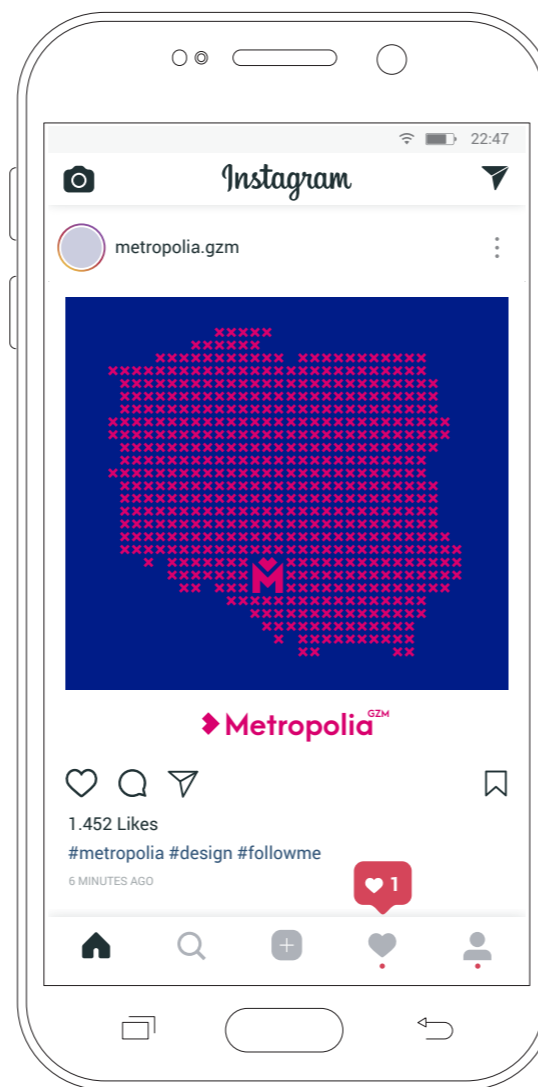 22:47
Instagram
metropolia.gzm
M
Metropolia GZM
1.452 Likes
#metropolia #design #followme
6 MINUTES AGO
1